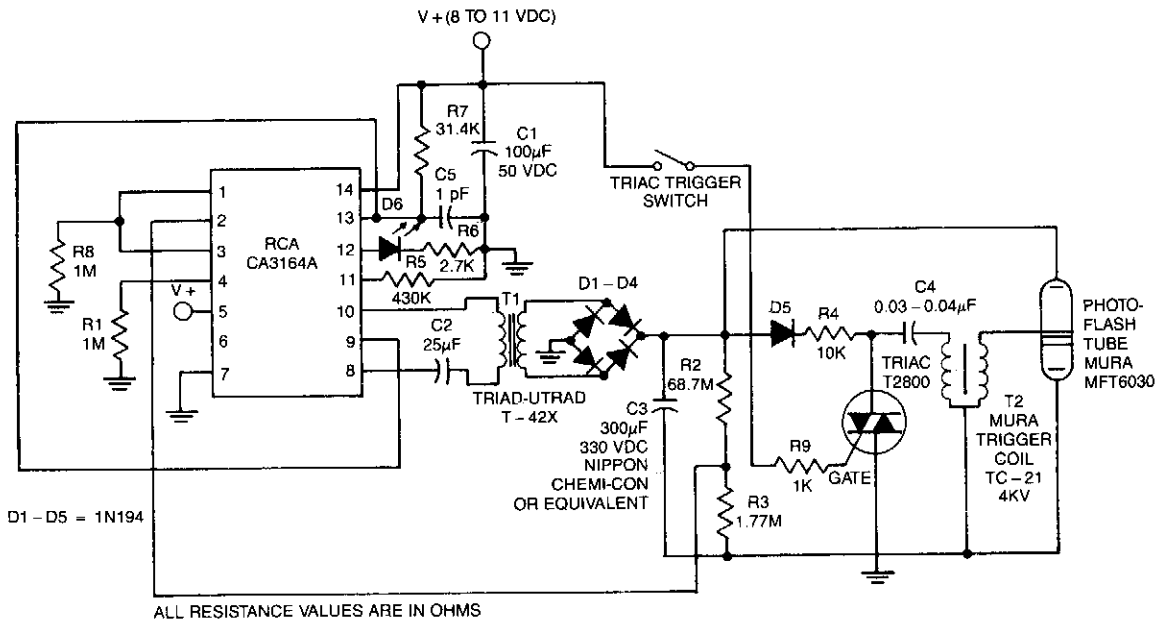 V + (8 TO 11 VDC)
R7
31.4K
C1
100µF
50 VDC
C5
1 pF
TRIAC TRIGGER
SWITCH
D6
1
2
3
4
5
6
7
14
13
12
11
10
9
8
RCA
CA3164A
R8
1M
V +
R1
1M
R6
2.7K
R5
430K
T1
D1 – D4
C2
25µF
TRIAD-UTRAD
T – 42X
D5
R4
10K
C4
0.03 – 0.04µF
TRIAC
T2800
PHOTO-
FLASH
TUBE
MURA
MFT6030
R2
68.7M
C3
300µF
330 VDC
NIPPON
CHEMI-CON
OR EQUIVALENT
T2
MURA
TRIGGER
COIL
TC – 21
4KV
R9
1K
GATE
R3
1.77M
D1 – D5 = 1N194
ALL RESISTANCE VALUES ARE IN OHMS